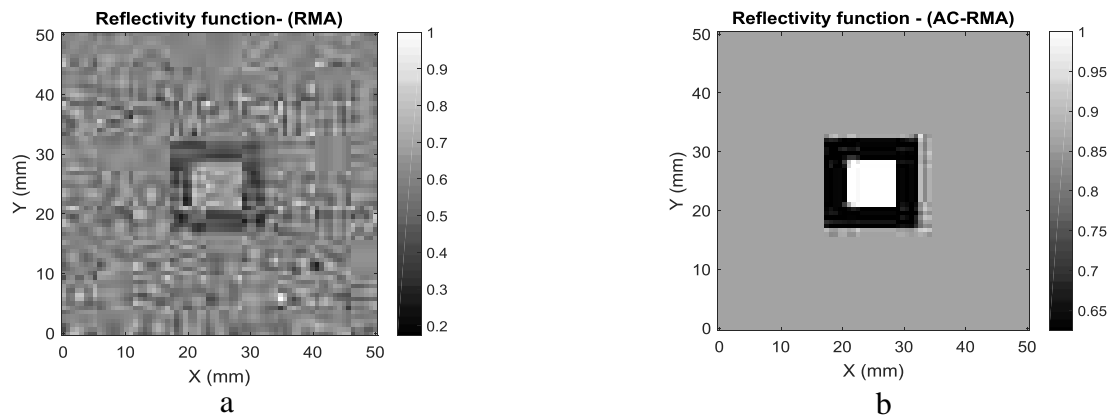 Reflectivity function- (RMA)
50
40
30
20
10
0
Y (mm)
0 10 20 30 40 50
X (mm)
1
0.9
0.8
0.7
0.6
0.5
0.4
0.3
0.2
a
Reflectivity function - (AC-RMA)
50
40
30
20
10
0
Y (mm)
0 10 20 30 40 50
X (mm)
1
0.95
0.9
0.85
0.8
0.75
0.7
0.65
b